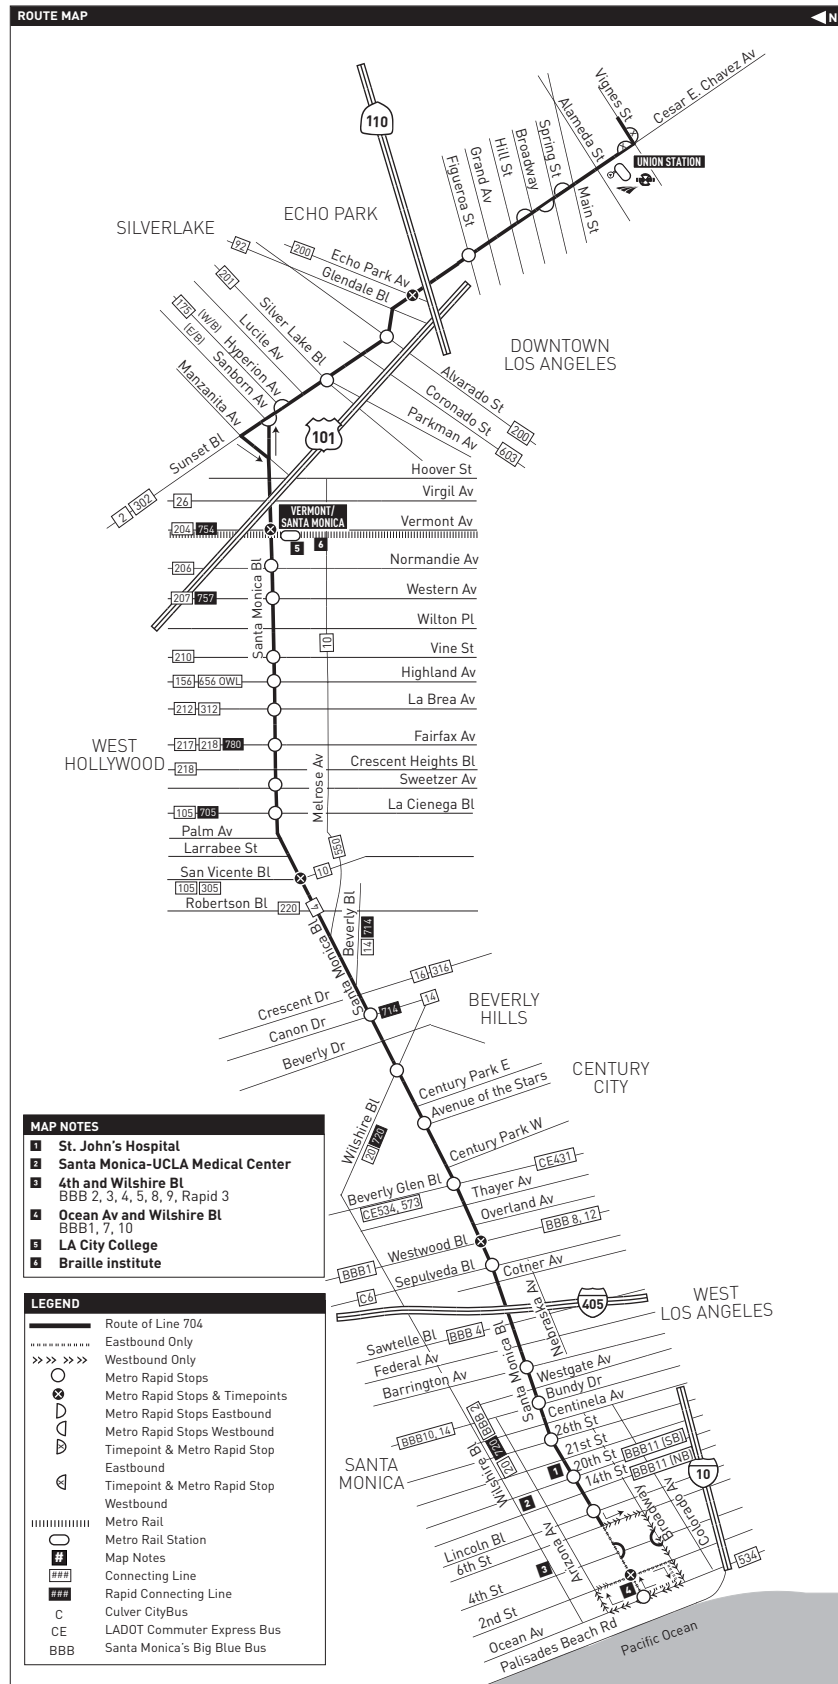 ROUTE MAP
N
110
Vignes St
Cesar E. Chavez Av
Alameda St
Spring St
Broadway
Hill St
Grand Av
Figueroa St
Main St
UNION STATION
ECHO PARK
SILVERLAKE
92
200
Echo Park Av
Glendale Bl
201
Silver Lake Bl
175
(W/B)
(E/B)
Lucile Av
Hyperion Av
Sanborn Av
Manzanita Av
Sunset Bl
2
302
DOWNTOWN
LOS ANGELES
Alvarado St
200
Coronado St
603
Parkman Av
101
Hoover St
Virgil Av
26
VERMONT/
SANTA MONICA
204
754
Vermont Av
5
6
Normandie Av
206
Santa Monica Bl
Western Av
207
757
Wilton Pl
10
Vine St
210
Highland Av
156
656 OWL
La Brea Av
212
312
WEST
HOLLYWOOD
Fairfax Av
217
218
780
Crescent Heights Bl
218
Melrose Av
Sweetzer Av
La Cienega Bl
105
705
Palm Av
Larrabee St
550
San Vicente Bl
10
105
305
Robertson Bl
220
4
Santa Monica Bl
Beverly Bl
14
714
16
316
Crescent Dr
Canon Dr
714
14
Beverly Dr
BEVERLY
HILLS
CENTURY
CITY
Century Park E
Avenue of the Stars
Wilshire Bl
20
720
Century Park W
Beverly Glen Bl
CE431
CE534, 573
Thayer Av
Overland Av
BBB 8, 12
Westwood Bl
BBB1
Sepulveda Bl
C6
Cotner Av
Nebraska Av
405
WEST
LOS ANGELES
Sawtelle Bl
BBB 4
Federal Av
Barrington Av
Santa Monica Bl
Westgate Av
Bundy Dr
Centinela Av
BBB10, 14
BBB 2
720
20
Wilshire Bl
26th St
21st St
20th St
BBB11 (SB)
14th St
BBB11 (NB)
10
SANTA
MONICA
1
2
Lincoln Bl
6th St
Arizona Av
Broadway
Colorado Av
3
4
4th St
2nd St
Ocean Av
Palisades Beach Rd
534
Pacific Ocean
MAP NOTES
1 St. John's Hospital
2 Santa Monica-UCLA Medical Center
3 4th and Wilshire Bl
BBB 2, 3, 4, 5, 8, 9, Rapid 3
4 Ocean Av and Wilshire Bl
BBB1, 7, 10
5 LA City College
6 Braille institute
LEGEND
Route of Line 704
Eastbound Only
Westbound Only
Metro Rapid Stops
Metro Rapid Stops & Timepoints
Metro Rapid Stops Eastbound
Metro Rapid Stops Westbound
Timepoint & Metro Rapid Stop
Eastbound
Timepoint & Metro Rapid Stop
Westbound
Metro Rail
Metro Rail Station
# Map Notes
### Connecting Line
### Rapid Connecting Line
C Culver CityBus
CE LADOT Commuter Express Bus
BBB Santa Monica's Big Blue Bus